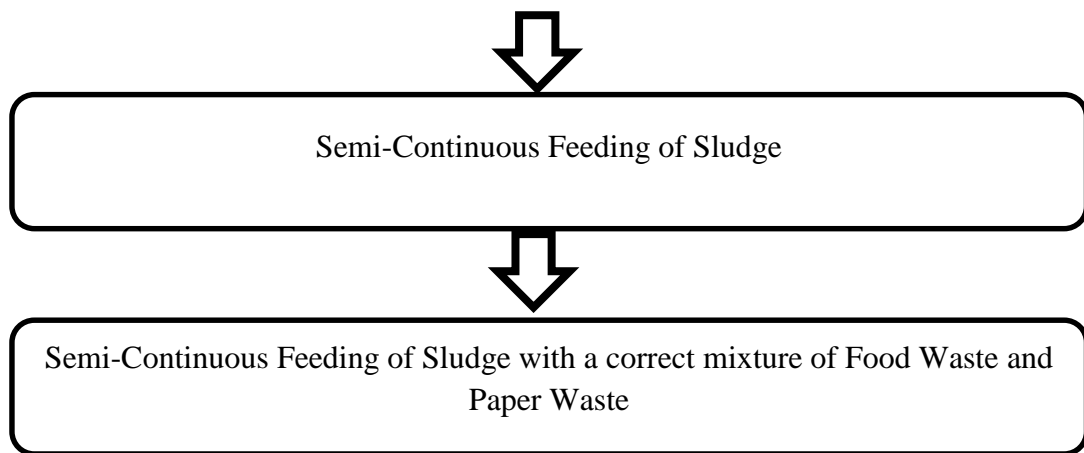 Semi-Continuous Feeding of Sludge
Semi-Continuous Feeding of Sludge with a correct mixture of Food Waste and
Paper Waste